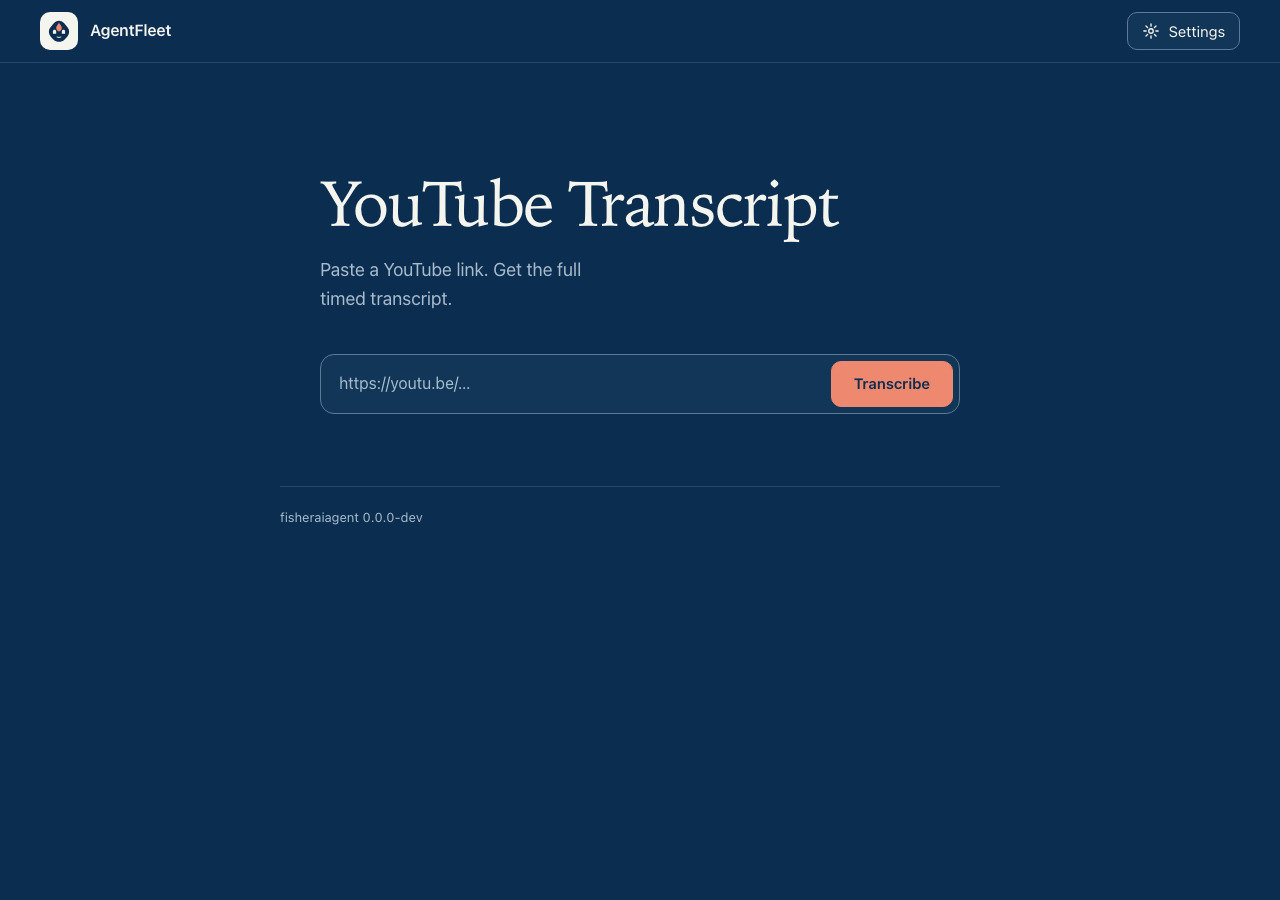 AgentFleet
Settings
YouTube Transcript
Paste a YouTube link. Get the full
timed transcript.
https://youtu.be/...
Transcribe
fisheraiagent 0.0.0-dev